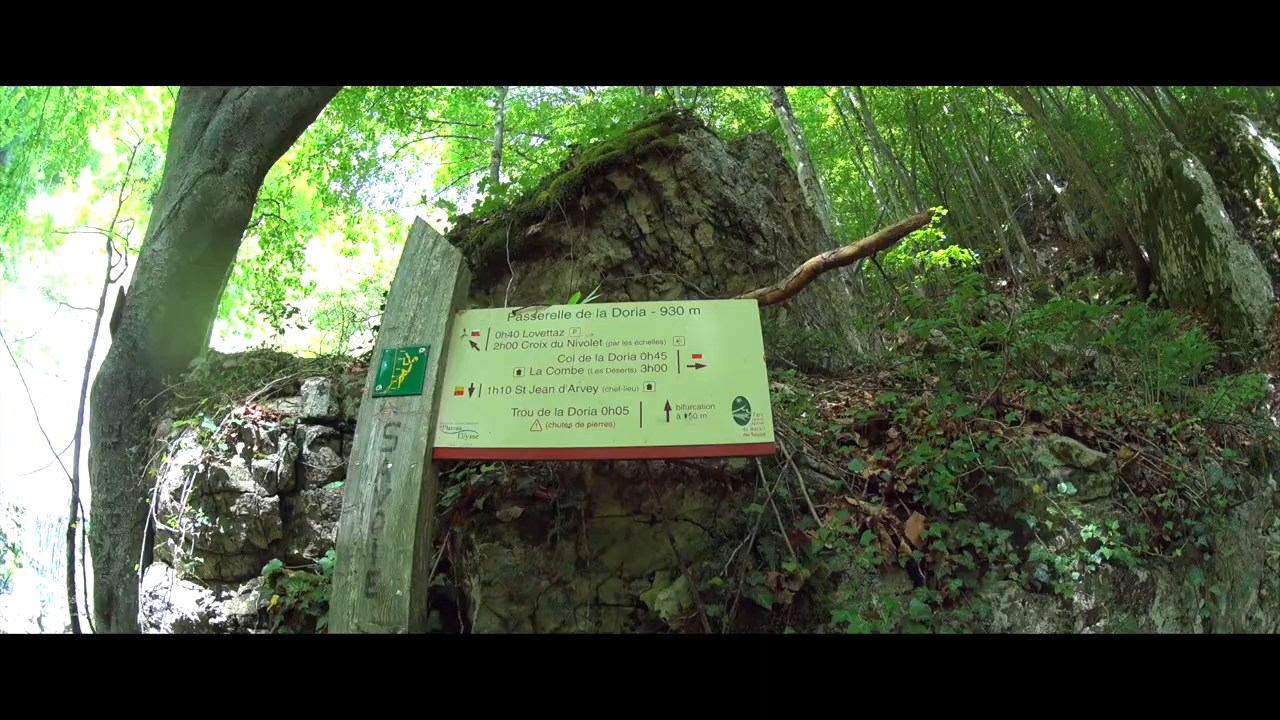 Passerelle de la Doria - 930 m
0h40 Lovettaz P
2h00 Croix du Nivolet (par les échelles)
Col de la Doria 0h45
La Combe (Les Déserts) 3h00
1h10 St Jean d'Arvey (chef-lieu)
Trou de la Doria 0h05
(chutes de pierres)
bifurcation
à 150 m
Plateau
SAVOIE